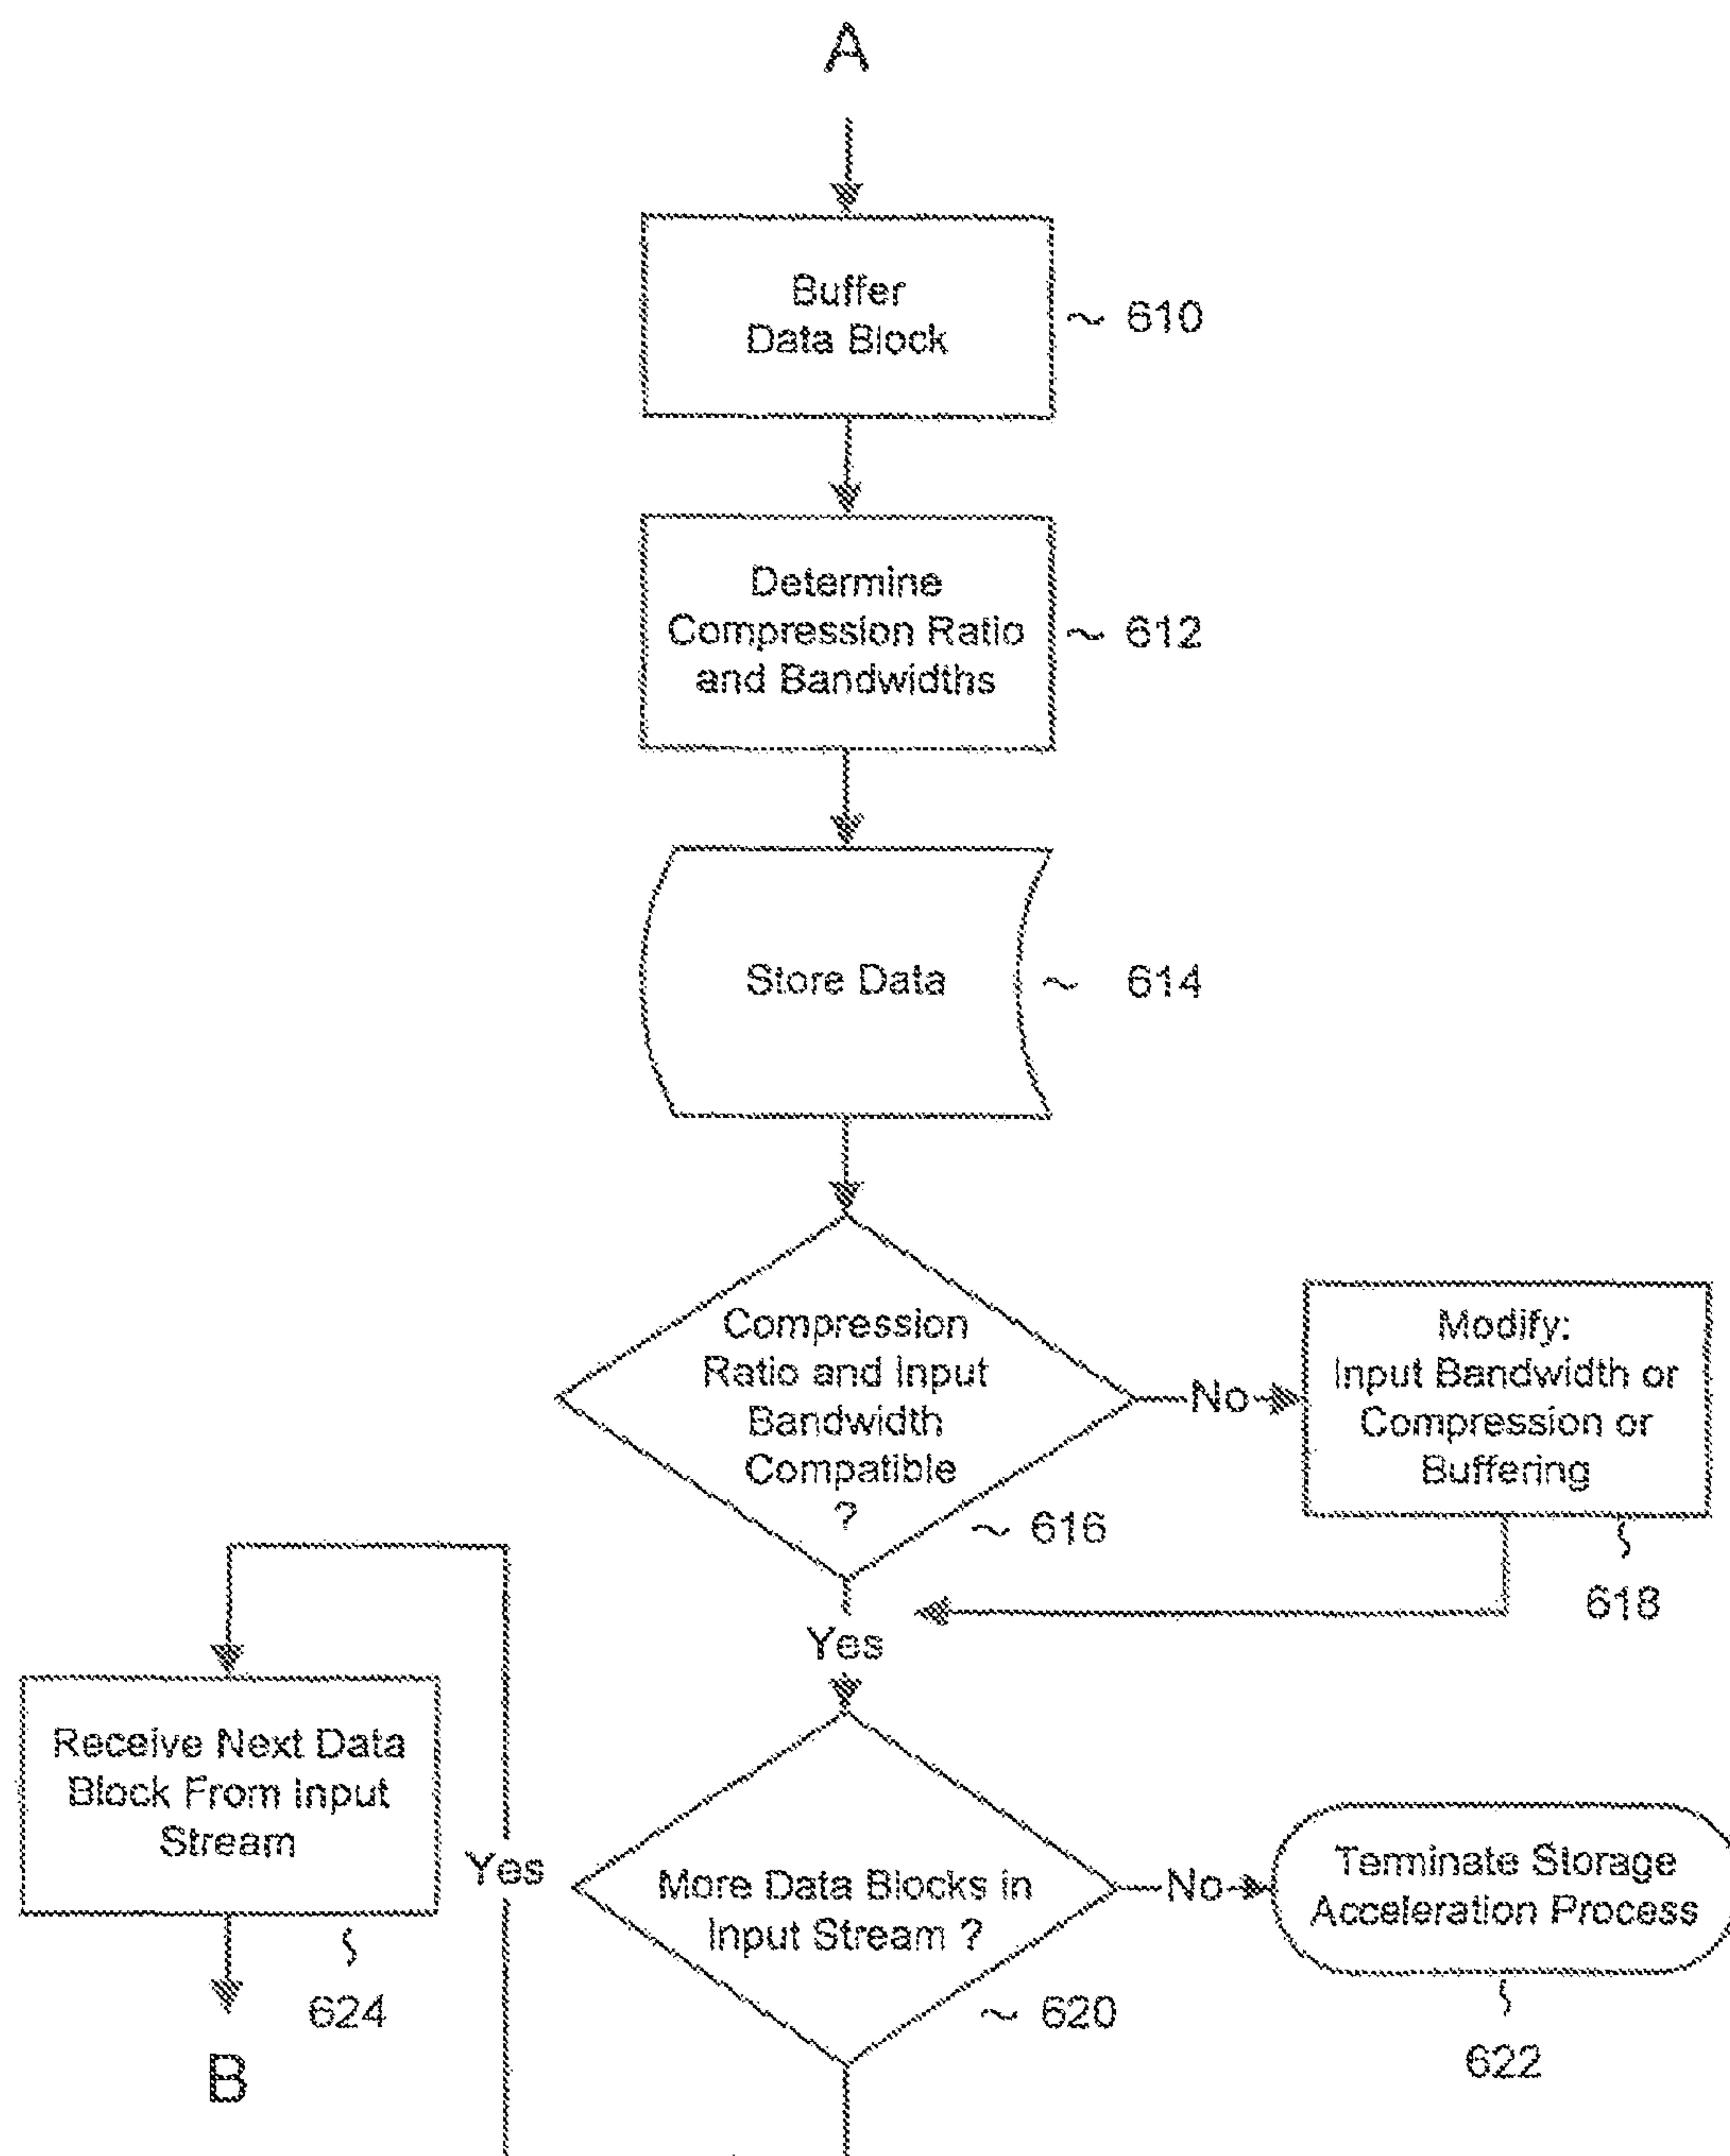 A
Buffer
Data Block
610
Determine
Compression Ratio
and Bandwidths
612
Store Data
614
Compression
Ratio and Input
Bandwidth
Compatible
?
616
No
Modify:
Input Bandwidth or
Compression or
Buffering
618
Yes
More Data Blocks in
Input Stream ?
620
No
Terminate Storage
Acceleration Process
622
Yes
Receive Next Data
Block From Input
Stream
624
B